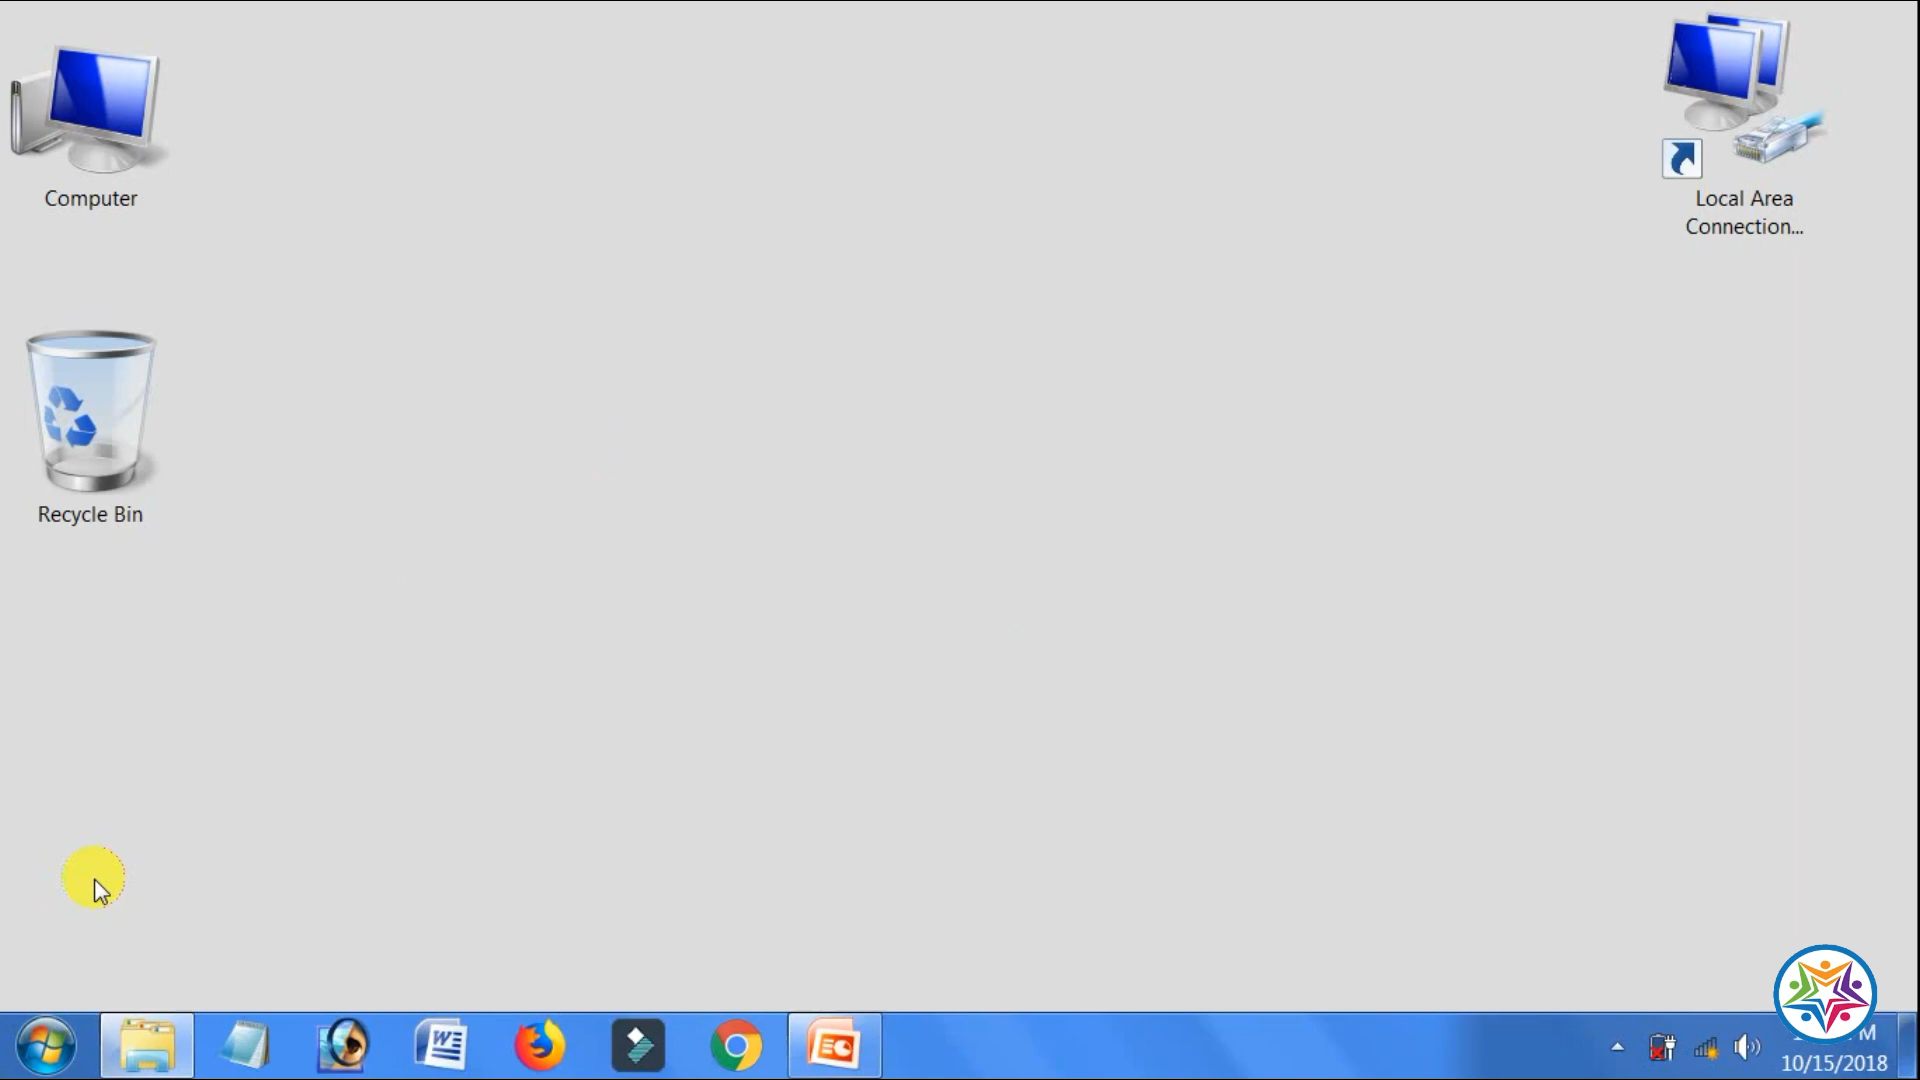 Computer
Local Area
Connection...
Recycle Bin
M
10/15/2018